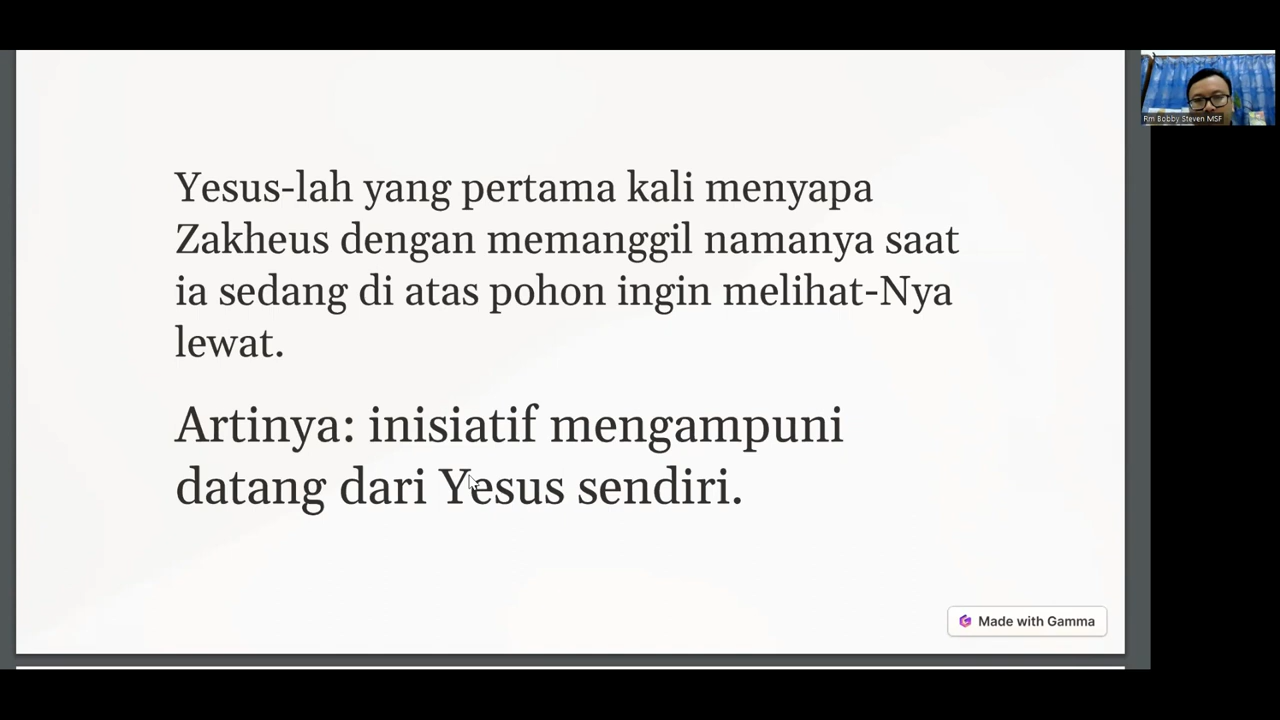 Yesus-lah yang pertama kali menyapa
Zakheus dengan memanggil namanya saat
ia sedang di atas pohon ingin melihat-Nya
lewat.
Artinya: inisiatif mengampuni
datang dari Yesus sendiri.
Made with Gamma
Rm Bobby Steven MSF